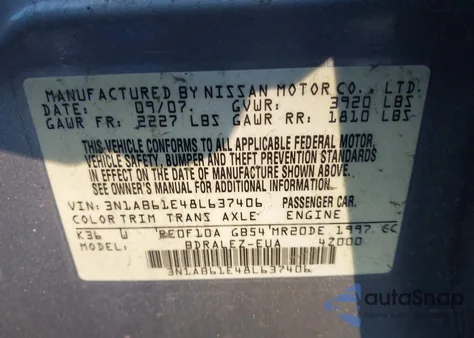 MANUFACTURED BY NISSAN MOTOR CO., LTD.
DATE: 09/07. GVWR: 3920 LBS
GAWR FR: 2227 LBS GAWR RR: 1810 LBS
THIS VEHICLE CONFORMS TO ALL APPLICABLE FEDERAL MOTOR
VEHICLE SAFETY, BUMPER AND THEFT PREVENTION STANDARDS
IN EFFECT ON THE DATE OF MANUFACTURE SHOWN ABOVE.
SEE OWNER'S MANUAL FOR ADDITIONAL INFORMATION.
VIN: 3N1AB61E48L637406 PASSENGER CAR.
COLOR TRIM TRANS AXLE ENGINE
K36 W RE0F10A GB54 MR20DE 1997 CC
BDRALEZ-EUA 4Z000
3N1AB61E48L637406
AutoSnap